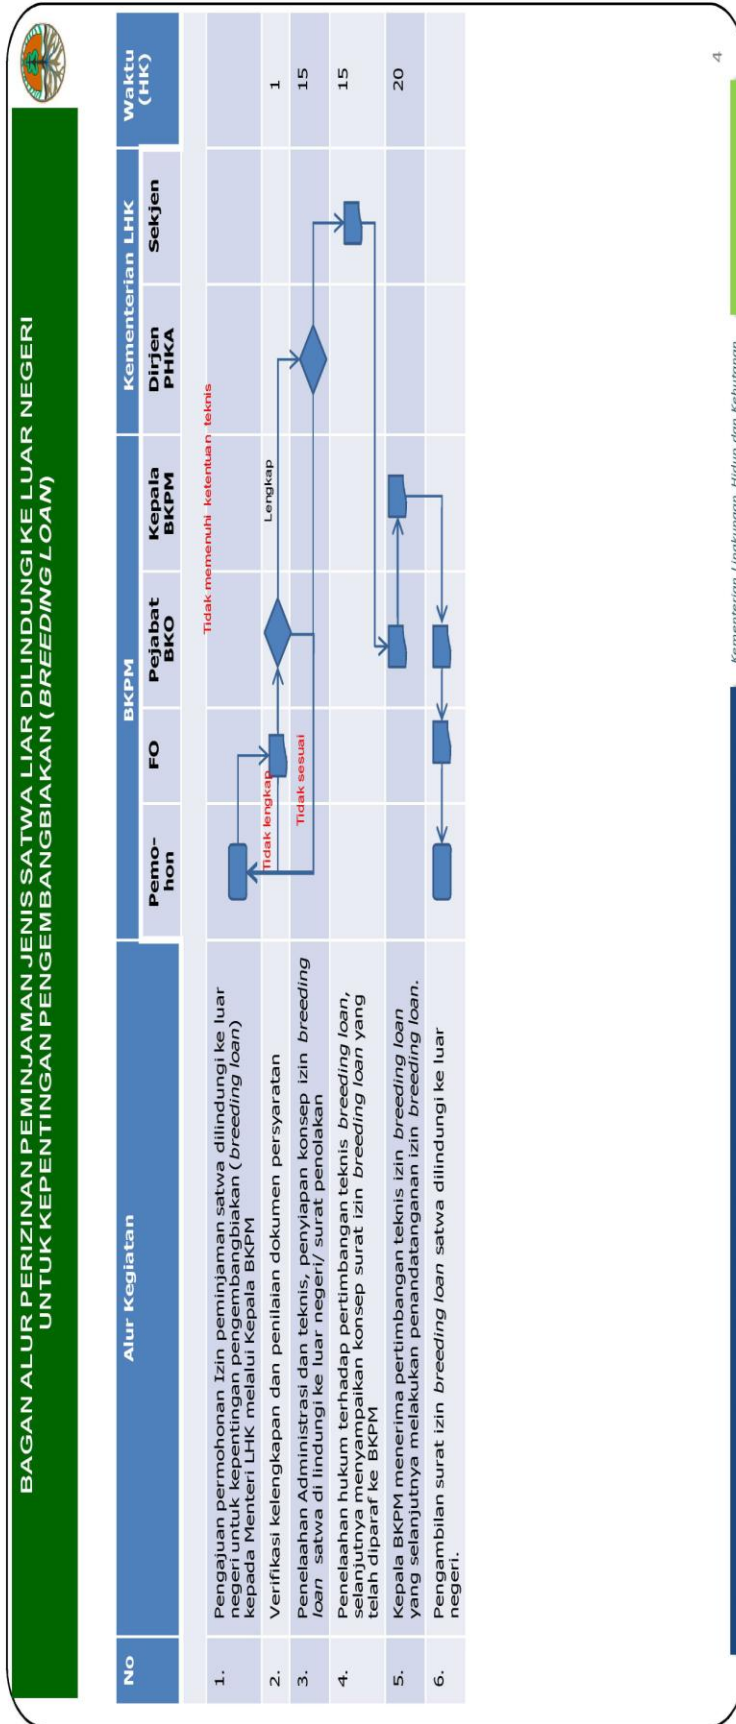 BAGAN ALUR PERIZINAN PEMINJAMAN JENIS SATWA LIAR DILINDUNGI KE LUAR NEGERI
UNTUK KEPENTINGAN PENGEMBANGBIAKAN (BREEDING LOAN)
No
Alur Kegiatan
BKPM
Kementerian LHK
Waktu
(HK)
Pemo-
hon
FO
Pejabat
BKO
Kepala
BKPM
Dirjen
PHKA
Sekjen
1.
Pengajuan permohonan Izin peminjaman satwa dilindungi ke luar
negeri untuk kepentingan pengembangbiakan (breeding loan)
kepada Menteri LHK melalui Kepala BKPM
Tidak memenuhi ketentuan teknis
2.
Verifikasi kelengkapan dan penilaian dokumen persyaratan
Tidak lengkap
Lengkap
1
3.
Penelaahan Administrasi dan teknis, penyiapan konsep izin breeding
loan satwa di lindungi ke luar negeri/ surat penolakan
Tidak sesuai
15
4.
Penelaahan hukum terhadap pertimbangan teknis breeding loan,
selanjutnya menyampaikan konsep surat izin breeding loan yang
telah diparaf ke BKPM
15
5.
Kepala BKPM menerima pertimbangan teknis izin breeding loan
yang selanjutnya melakukan penandatanganan izin breeding loan.
20
6.
Pengambilan surat izin breeding loan satwa dilindungi ke luar
negeri.
Kementerian Lingkungan Hidup dan Kehutanan
4